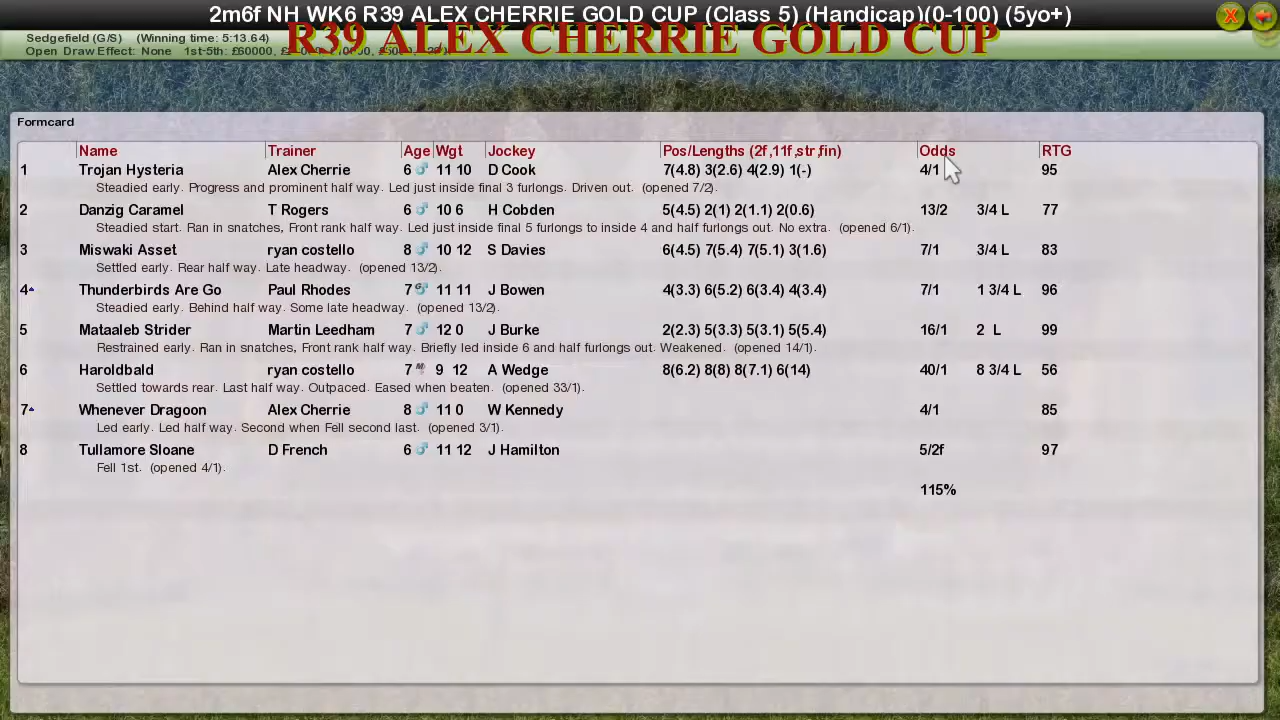 2m6f NH WK6 R39 ALEX CHERRIE GOLD CUP (Class 5) (Handicap)(0-100) (5yo+)
R39 ALEX CHERRIE GOLD CUP
Sedgefield (G/S) (Winning time: 5:13.64)
Open Draw Effect: None 1st-5th: £60000,
Formcard
Name Trainer Age Wgt Jockey Pos/Lengths (2f,11f,str,fin) Odds RTG
1 Trojan Hysteria Alex Cherrie 6 11 10 D Cook 7(4.8) 3(2.6) 4(2.9) 1(-) 4/1 95
Steadied early. Progress and prominent half way. Led just inside final 3 furlongs. Driven out. (opened 7/2).
2 Danzig Caramel T Rogers 6 10 6 H Cobden 5(4.5) 2(1) 2(1.1) 2(0.6) 13/2 3/4 L 77
Steadied start. Ran in snatches, Front rank half way. Led just inside final 5 furlongs to inside 4 and half furlongs out. No extra. (opened 6/1).
3 Miswaki Asset ryan costello 8 10 12 S Davies 6(4.5) 7(5.4) 7(5.1) 3(1.6) 7/1 3/4 L 83
Settled early. Rear half way. Late headway. (opened 13/2).
4 Thunderbirds Are Go Paul Rhodes 7 11 11 J Bowen 4(3.3) 6(5.2) 6(3.4) 4(3.4) 7/1 1 3/4 L 96
Steadied early. Behind half way. Some late headway. (opened 13/2).
5 Mataaleb Strider Martin Leedham 7 12 0 J Burke 2(2.3) 5(3.3) 5(3.1) 5(5.4) 16/1 2 L 99
Restrained early. Ran in snatches, Front rank half way. Briefly led inside 6 and half furlongs out. Weakened. (opened 14/1).
6 Haroldbald ryan costello 7 9 12 A Wedge 8(6.2) 8(8) 8(7.1) 6(14) 40/1 8 3/4 L 56
Settled towards rear. Last half way. Outpaced. Eased when beaten. (opened 33/1).
7 Whenever Dragoon Alex Cherrie 8 11 0 W Kennedy 4/1 85
Led early. Led half way. Second when Fell second last. (opened 3/1).
8 Tullamore Sloane D French 6 11 12 J Hamilton 5/2f 97
Fell 1st. (opened 4/1).
115%